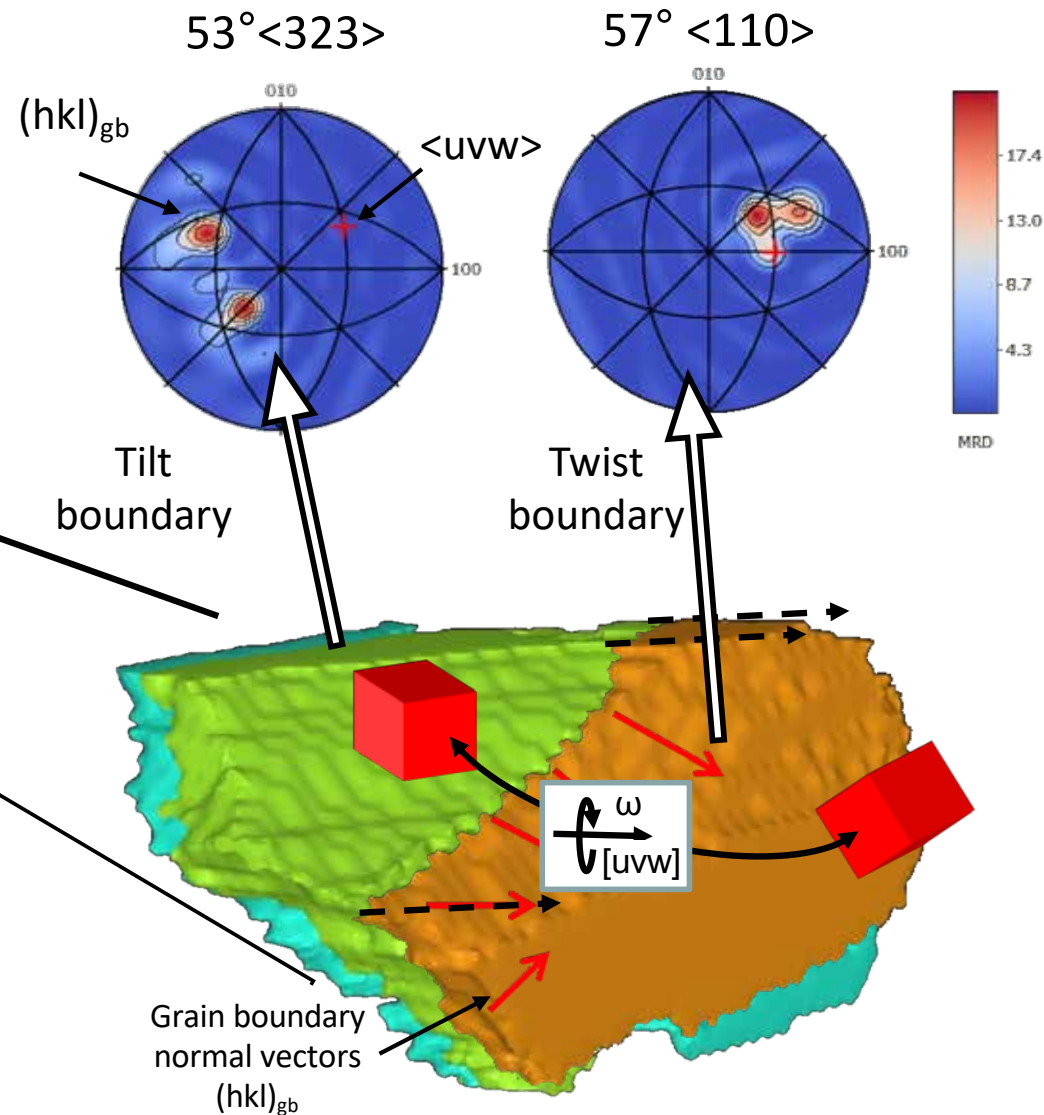 53°<323>
57° <110>
010
010
(hkl)gb
<uvw>
100
100
17.4
13.0
8.7
4.3
MRD
Tilt
boundary
Twist
boundary
ω
[uvw]
Grain boundary
normal vectors
(hkl)gb